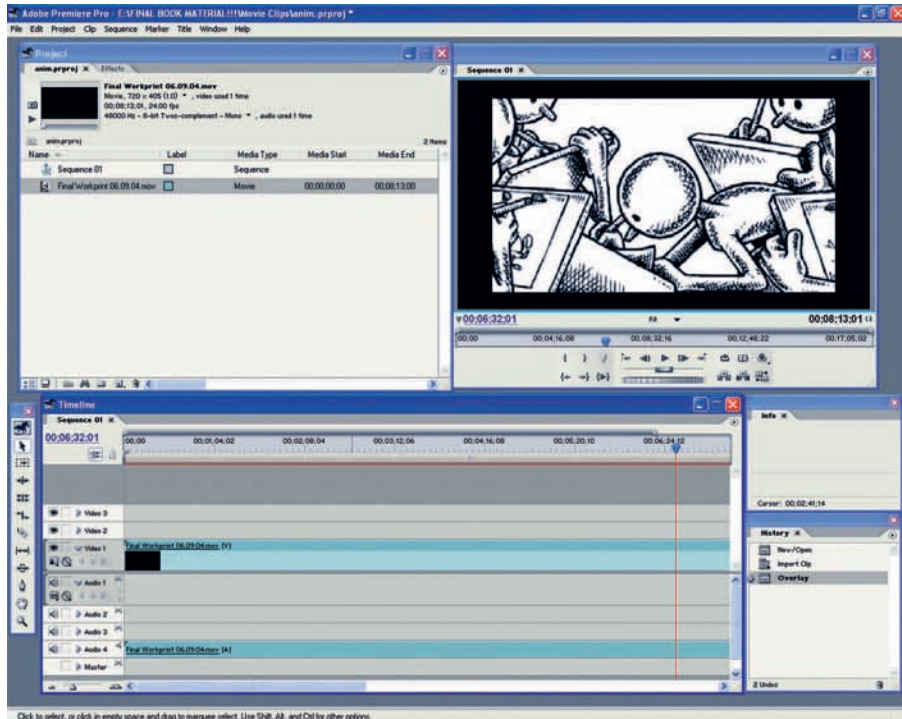 Adobe Premiere Pro - E:\FINAL BOOK MATERIAL!!!\Movie Clips\anim.prproj *
File Edit Project Clip Sequence Marker Title Window Help
Project
anim.prproj Effects
Final Workprint 06.09.04.mov
Movie, 720 x 405 (1.0) , video used 1 time
00;08;13;01, 24.00 fps
48000 Hz - 8-bit Twos-complement - Mono , audio used 1 time
anim.prproj 2 Items
Name Label Media Type Media Start Media End
Sequence 01 Sequence
Final Workprint 06.09.04.mov Movie 00;00;00;00 00;08;13;00
Sequence 01
00;06;32;01 Fit 00;08;13;01
00;00 00;04;16;08 00;08;32;16 00;12;48;22 00;17;05;02
Timeline
Sequence 01
00;06;32;01
00;00 00;01;04;02 00;02;08;04 00;03;12;06 00;04;16;08 00;05;20;10 00;06;24;12
Video 3
Video 2
Video 1 Final Workprint 06.09.04.mov [V]
Audio 1
Audio 2
Audio 3
Audio 4 Final Workprint 06.09.04.mov [A]
Master
Info
Cursor: 00;02;41;14
History
New/Open
Import Clip
Overlay
2 Undos
Click to select, or click in empty space and drag to marquee select. Use Shift, Alt, and Ctrl for other options.